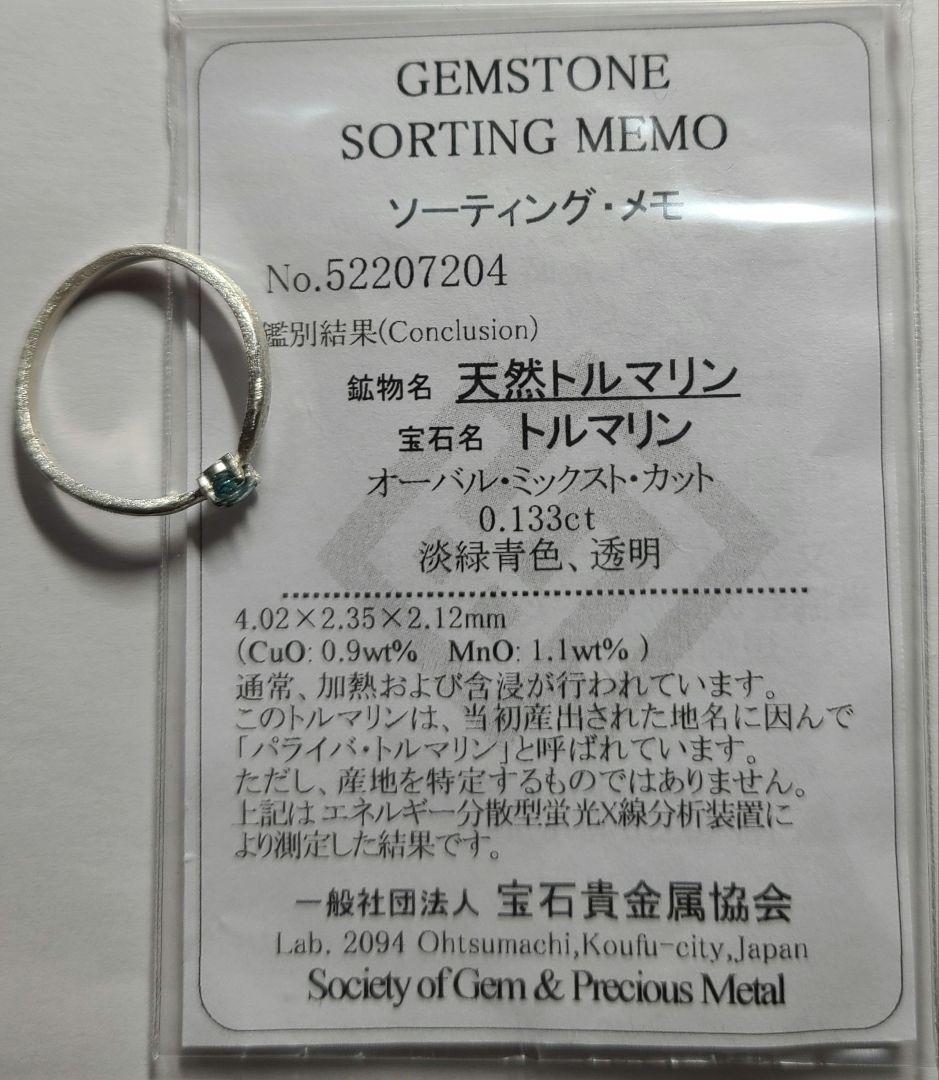 GEMSTONE
SORTING MEMO
ソーティング・メモ
No.52207204
鑑別結果(Conclusion)
鉱物名 天然トルマリン
宝石名 トルマリン
オーバル・ミックスト・カット
0.133ct
淡緑青色、透明
4.02×2.35×2.12mm
(CuO: 0.9wt% MnO: 1.1wt% )
通常、加熱および含浸が行われています。
このトルマリンは、当初産出された地名に因んで
「パライバ・トルマリン」と呼ばれています。
ただし、産地を特定するものではありません。
上記はエネルギー分散型蛍光X線分析装置に
より測定した結果です。
一般社団法人 宝石貴金属協会
Lab. 2094 Ohtsumachi,Koufu-city,Japan
Society of Gem & Precious Metal